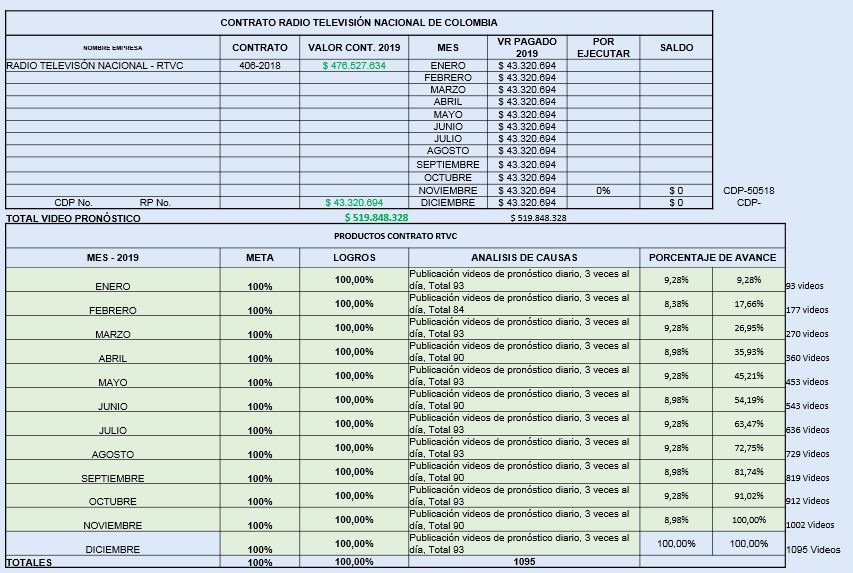 CONTRATO RADIO TELEVISIÓN NACIONAL DE COLOMBIA
NOMBRE EMPRESA CONTRATO VALOR CONT. 2019 MES VR PAGADO 2019 POR EJECUTAR SALDO
RADIO TELEVISÓN NACIONAL - RTVC 406-2018 $ 476.527.634 ENERO $ 43.320.694
FEBRERO $ 43.320.694
MARZO $ 43.320.694
ABRIL $ 43.320.694
MAYO $ 43.320.694
JUNIO $ 43.320.694
JULIO $ 43.320.694
AGOSTO $ 43.320.694
SEPTIEMBRE $ 43.320.694
OCTUBRE $ 43.320.694
NOVIEMBRE $ 43.320.694 0% $ 0 CDP-50518
CDP No. RP No. $ 43.320.694 DICIEMBRE $ 43.320.694 $ 0 CDP-
TOTAL VIDEO PRONÓSTICO $ 519.848.328 $ 519.848.328
PRODUCTOS CONTRATO RTVC
MES - 2019 META LOGROS ANALISIS DE CAUSAS PORCENTAJE DE AVANCE
ENERO 100% 100,00% Publicación videos de pronóstico diario, 3 veces al día, Total 93 9,28% 9,28% 93 videos
FEBRERO 100% 100,00% Publicación videos de pronóstico diario, 3 veces al día, Total 84 8,38% 17,66% 177 videos
MARZO 100% 100,00% Publicación videos de pronóstico diario, 3 veces al día, Total 93 9,28% 26,95% 270 videos
ABRIL 100% 100,00% Publicación videos de pronóstico diario, 3 veces al día, Total 90 8,98% 35,93% 360 Videos
MAYO 100% 100,00% Publicación videos de pronóstico diario, 3 veces al día, Total 93 9,28% 45,21% 453 videos
JUNIO 100% 100,00% Publicación videos de pronóstico diario, 3 veces al día, Total 90 8,98% 54,19% 543 videos
JULIO 100% 100,00% Publicación videos de pronóstico diario, 3 veces al día, Total 93 9,28% 63,47% 636 Videos
AGOSTO 100% 100,00% Publicación videos de pronóstico diario, 3 veces al día, Total 93 9,28% 72,75% 729 Videos
SEPTIEMBRE 100% 100,00% Publicación videos de pronóstico diario, 3 veces al día, Total 90 8,98% 81,74% 819 Videos
OCTUBRE 100% 100,00% Publicación videos de pronóstico diario, 3 veces al día, Total 93 9,28% 91,02% 912 Videos
NOVIEMBRE 100% 100,00% Publicación videos de pronóstico diario, 3 veces al día, Total 90 8,98% 100,00% 1002 Videos
DICIEMBRE 100% 100,00% Publicación videos de pronóstico diario, 3 veces al día, Total 93 100,00% 100,00% 1095 Videos
TOTALES 100% 100,00% 1095